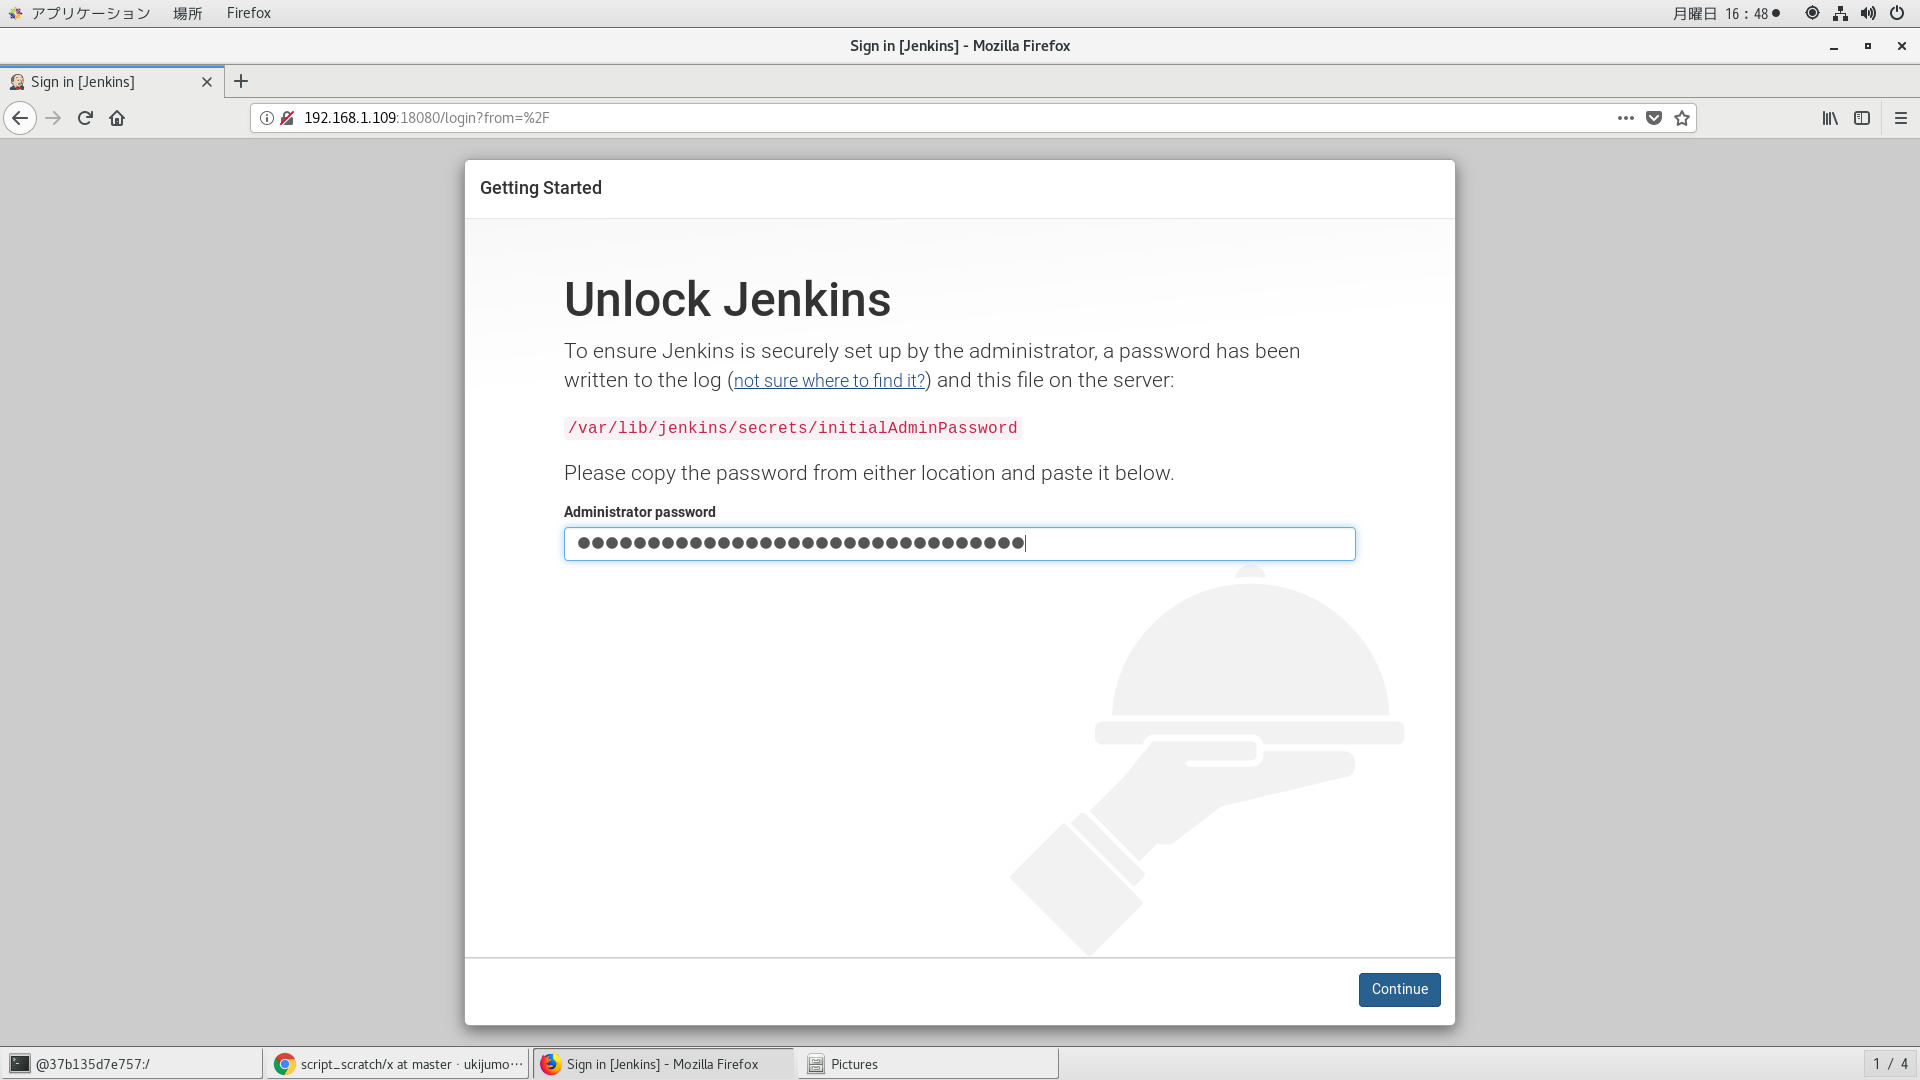 アプリケーション 場所 Firefox 月曜日 16：48
Sign in [Jenkins] - Mozilla Firefox
Sign in [Jenkins]
192.168.1.109:18080/login?from=%2F
Getting Started
Unlock Jenkins
To ensure Jenkins is securely set up by the administrator, a password has been
written to the log (not sure where to find it?) and this file on the server:
/var/lib/jenkins/secrets/initialAdminPassword
Please copy the password from either location and paste it below.
Administrator password
Continue
@37b135d7e757:/ script_scratch/x at master · ukijumo… Sign in [Jenkins] - Mozilla Firefox Pictures 1 / 4